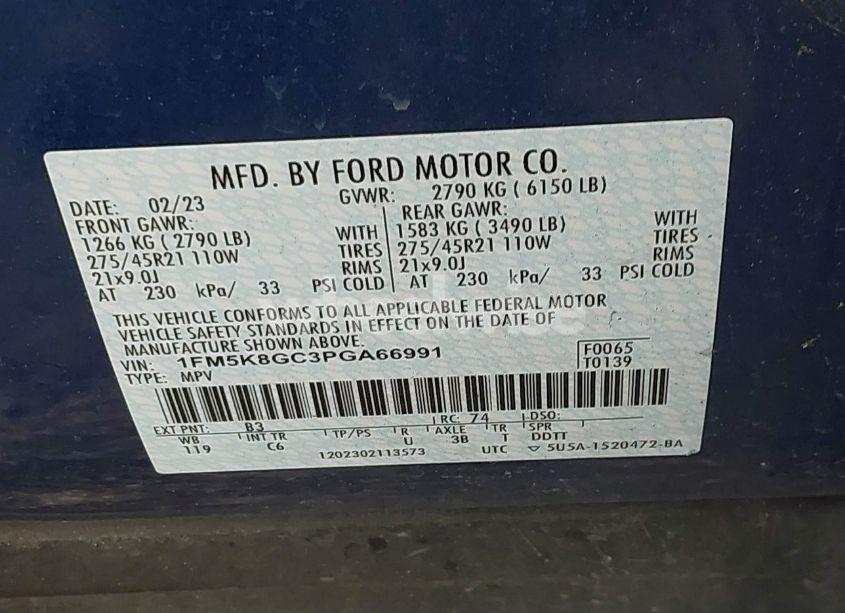 MFD. BY FORD MOTOR CO.
DATE: 02/23 GVWR: 2790 KG ( 6150 LB)
FRONT GAWR: REAR GAWR:
1266 KG ( 2790 LB) WITH 1583 KG ( 3490 LB) WITH
275/45R21 110W TIRES 275/45R21 110W TIRES
21x9.0J RIMS 21x9.0J RIMS
AT 230 kPa/ 33 PSI COLD AT 230 kPa/ 33 PSI COLD
THIS VEHICLE CONFORMS TO ALL APPLICABLE FEDERAL MOTOR
VEHICLE SAFETY STANDARDS IN EFFECT ON THE DATE OF
MANUFACTURE SHOWN ABOVE.
VIN: 1FM5K8GC3PGA66991 F0065
TYPE: MPV T0139
EXT PNT: B3 RC: 74 DSO:
WB INT TR TP/PS R AXLE TR SPR
119 C6 U 3B T DDTT
1202302113573 UTC ▽ 5U5A-1520472-BA